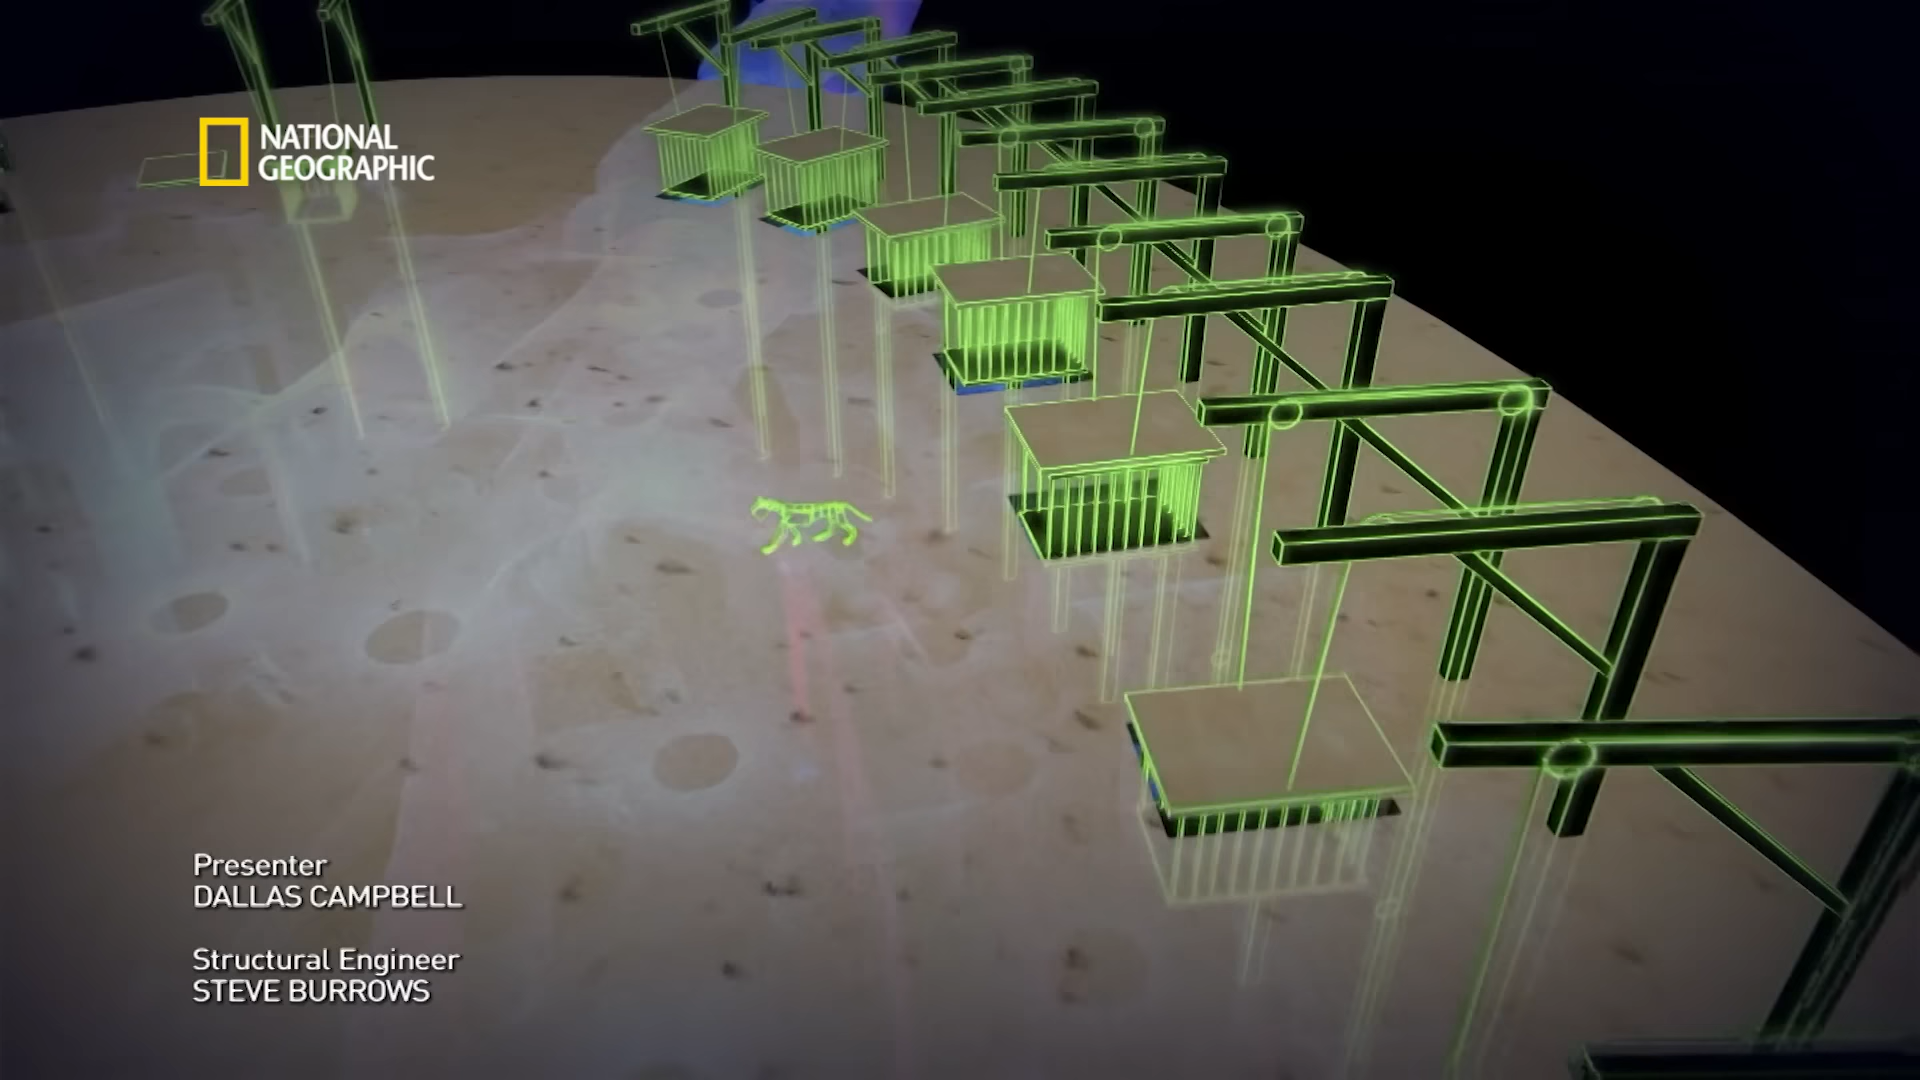 NATIONAL
GEOGRAPHIC
Presenter
DALLAS CAMPBELL
Structural Engineer
STEVE BURROWS